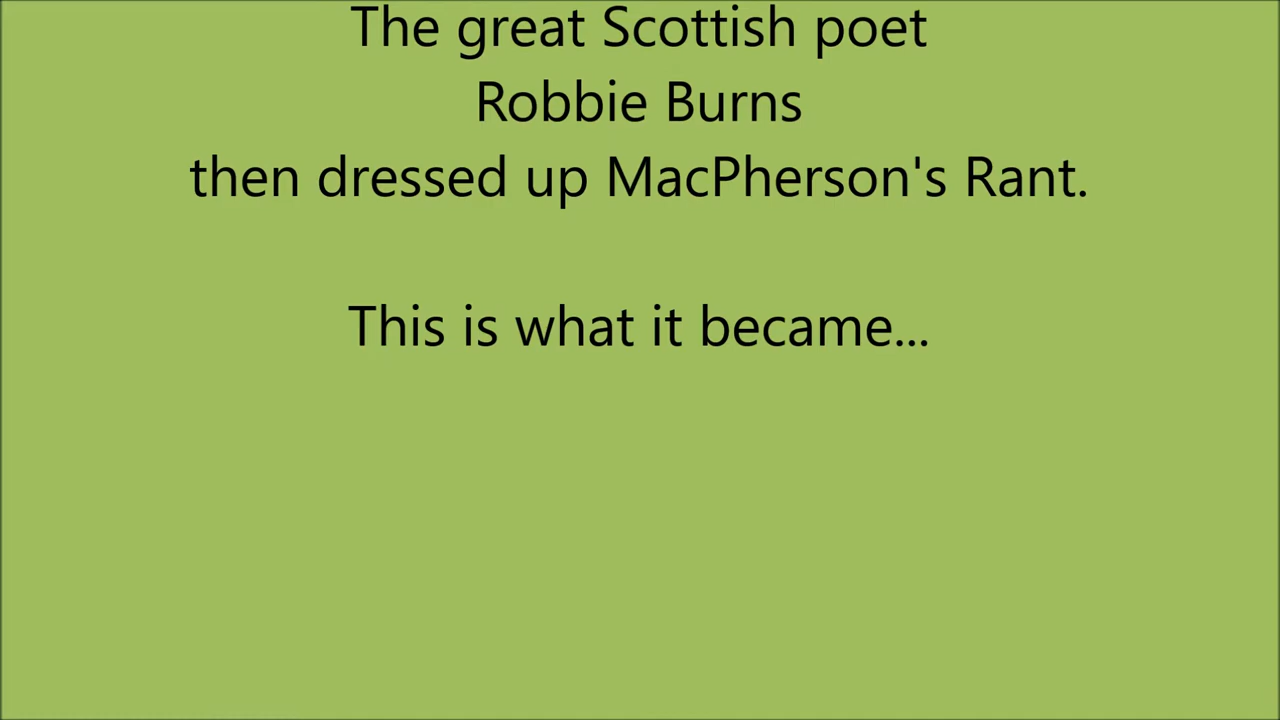 The great Scottish poet
Robbie Burns
then dressed up MacPherson's Rant.
This is what it became...